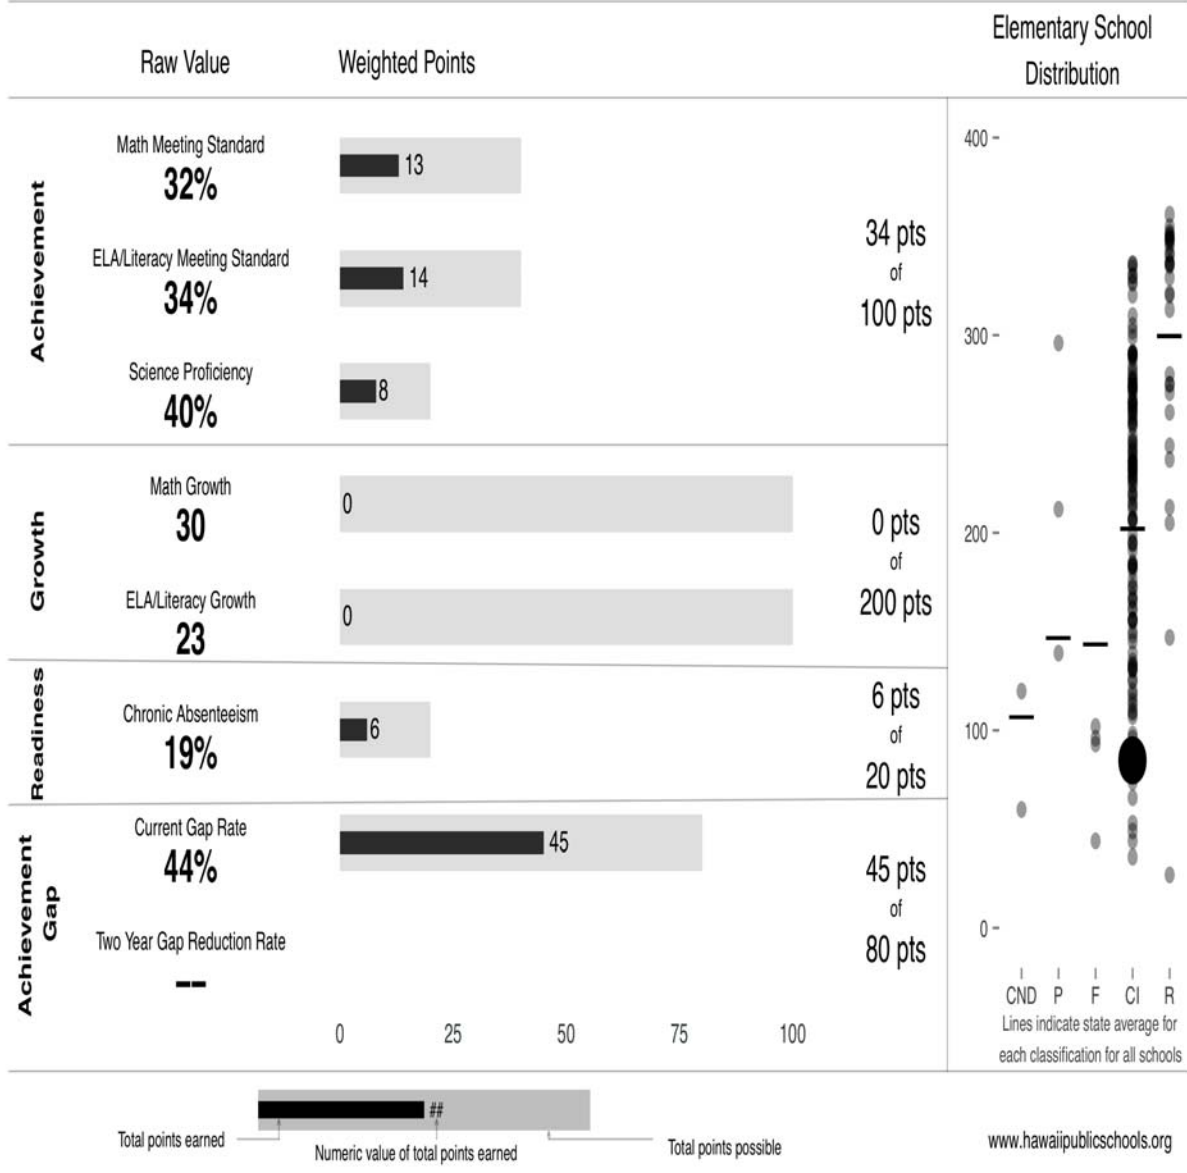 Raw Value
Weighted Points
Elementary School
Distribution
Achievement
Math Meeting Standard
32%
13
ELA/Literacy Meeting Standard
34%
14
Science Proficiency
40%
8
34 pts
of
100 pts
Growth
Math Growth
30
0
ELA/Literacy Growth
23
0
0 pts
of
200 pts
Readiness
Chronic Absenteeism
19%
6
6 pts
of
20 pts
Achievement
Gap
Current Gap Rate
44%
45
Two Year Gap Reduction Rate
--
45 pts
of
80 pts
0 25 50 75 100
400
300
200
100
0
CND P F CI R
Lines indicate state average for
each classification for all schools
##
Total points earned
Numeric value of total points earned
Total points possible
www.hawaiipublicschools.org